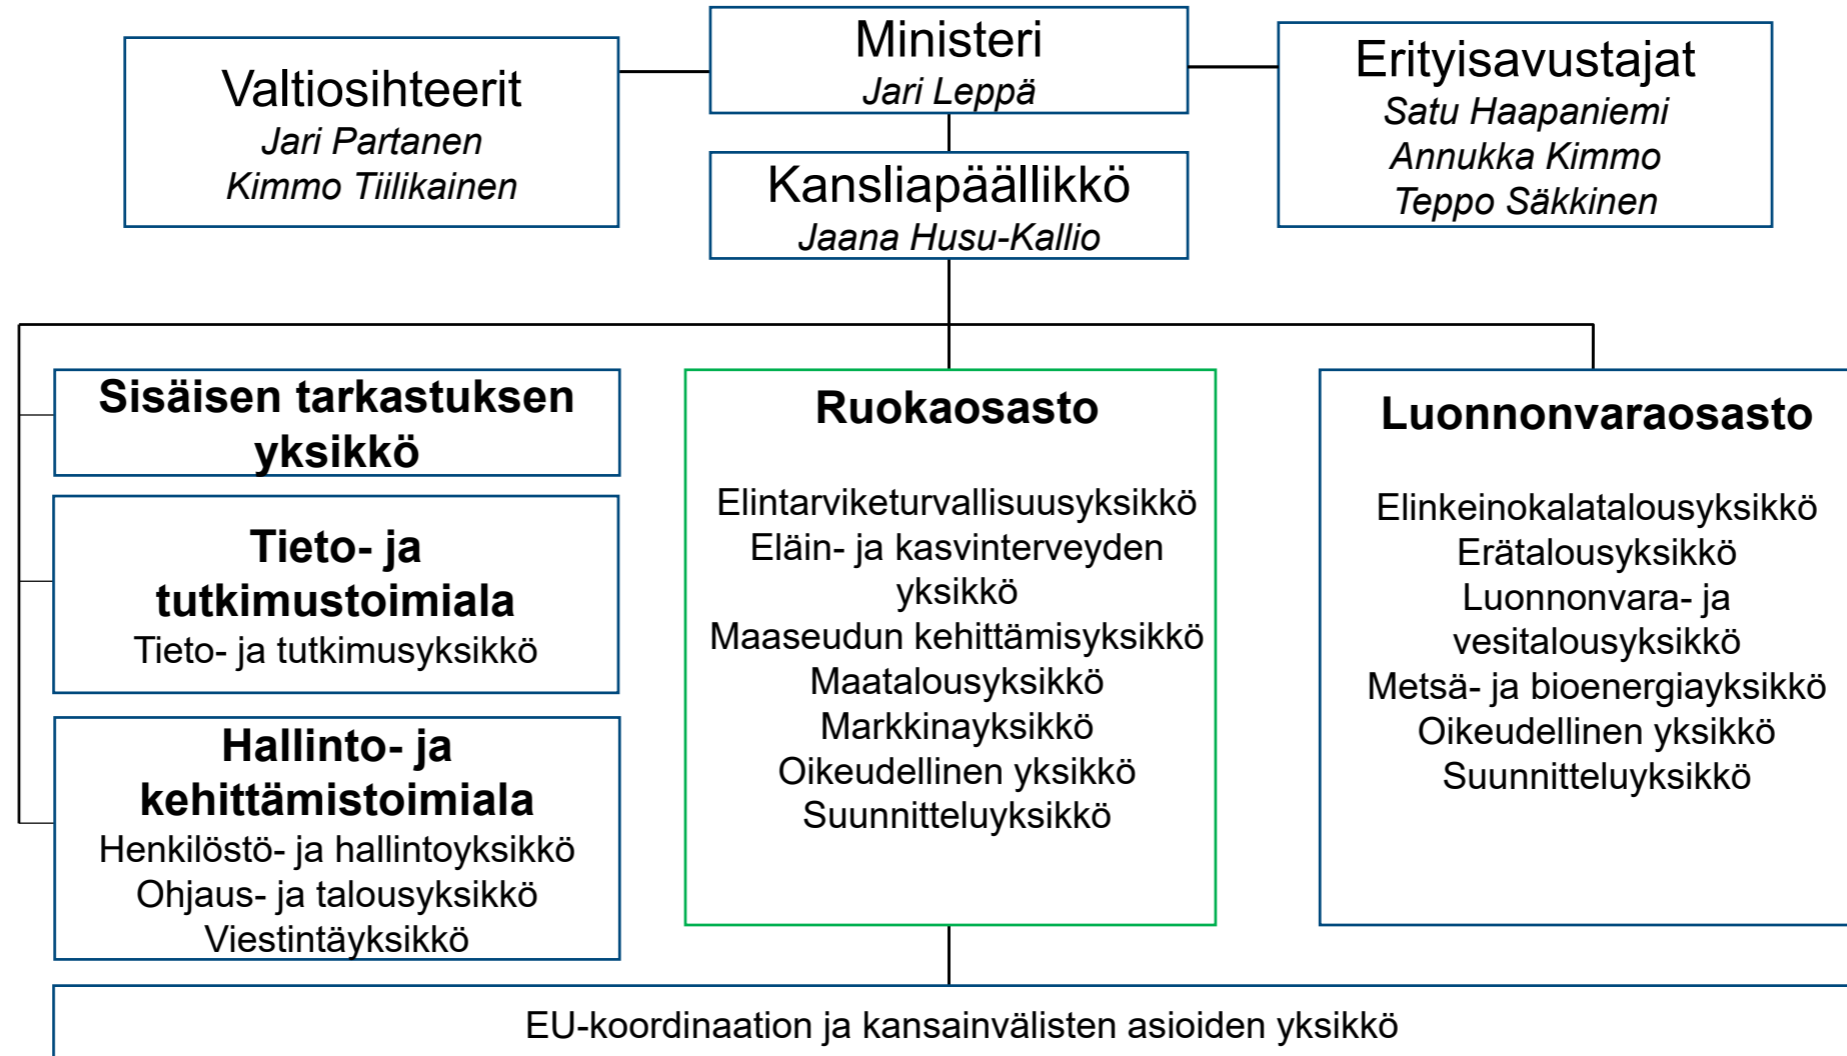 Valtiosihteerit
Jari Partanen
Kimmo Tiilikainen
Ministeri
Jari Leppä
Erityisavustajat
Satu Haapaniemi
Annukka Kimmo
Teppo Säkkinen
Kansliapäällikkö
Jaana Husu-Kallio
Sisäisen tarkastuksen
yksikkö
Tieto- ja
tutkimustoimiala
Tieto- ja tutkimusyksikkö
Hallinto- ja
kehittämistoimiala
Henkilöstö- ja hallintoyksikkö
Ohjaus- ja talousyksikkö
Viestintäyksikkö
Ruokaosasto
Elintarviketurvallisuusyksikkö
Eläin- ja kasvinterveyden
yksikkö
Maaseudun kehittämisyksikkö
Maatalousyksikkö
Markkinayksikkö
Oikeudellinen yksikkö
Suunnitteluyksikkö
Luonnonvaraosasto
Elinkeinokalatalousyksikkö
Erätalousyksikkö
Luonnonvara- ja
vesitalousyksikkö
Metsä- ja bioenergiayksikkö
Oikeudellinen yksikkö
Suunnitteluyksikkö
EU-koordinaation ja kansainvälisten asioiden yksikkö